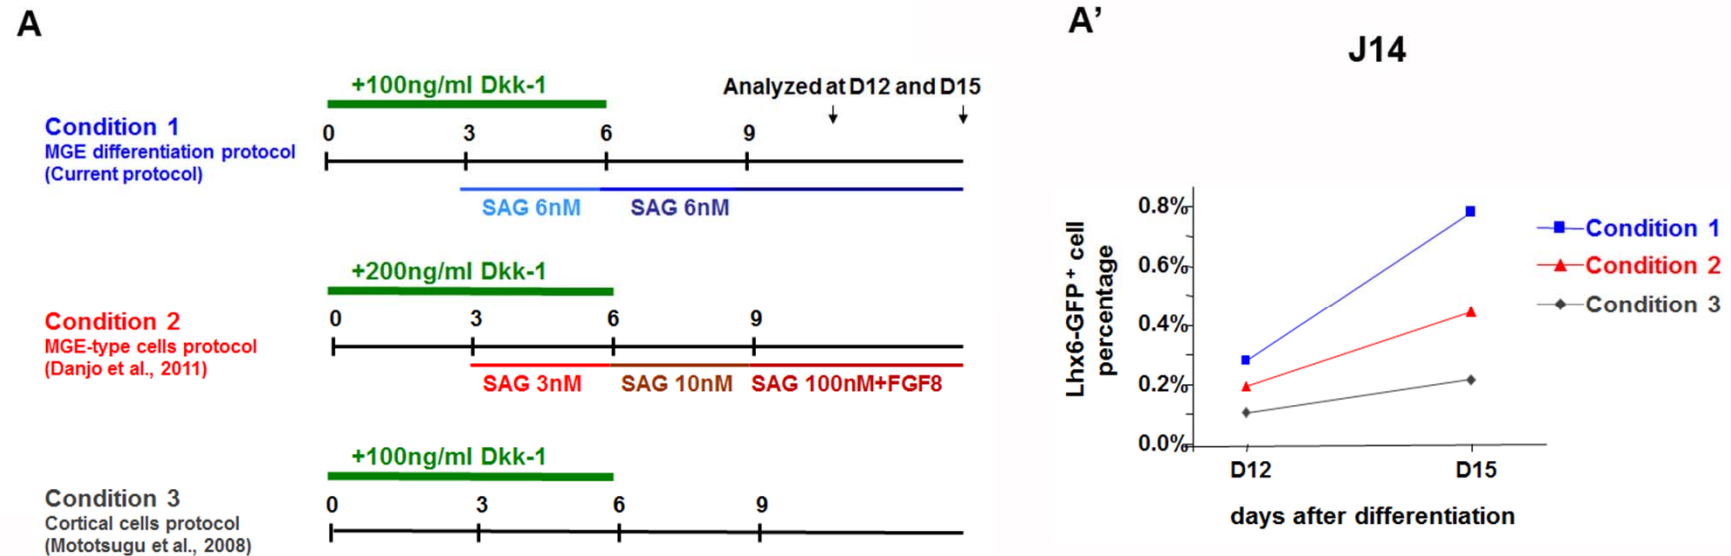 A
+100ng/ml Dkk-1
Analyzed at D12 and D15
Condition 1
MGE differentiation protocol
(Current protocol)
0 3 6 9
SAG 6nM SAG 6nM
+200ng/ml Dkk-1
Condition 2
MGE-type cells protocol
(Danjo et al., 2011)
0 3 6 9
SAG 3nM SAG 10nM SAG 100nM+FGF8
+100ng/ml Dkk-1
Condition 3
Cortical cells protocol
(Mototsugu et al., 2008)
0 3 6 9
A’
J14
Lhx6-GFP + cell
percentage
0.8%
0.6%
0.4%
0.2%
0.0%
D12 D15
days after differentiation
Condition 1
Condition 2
Condition 3